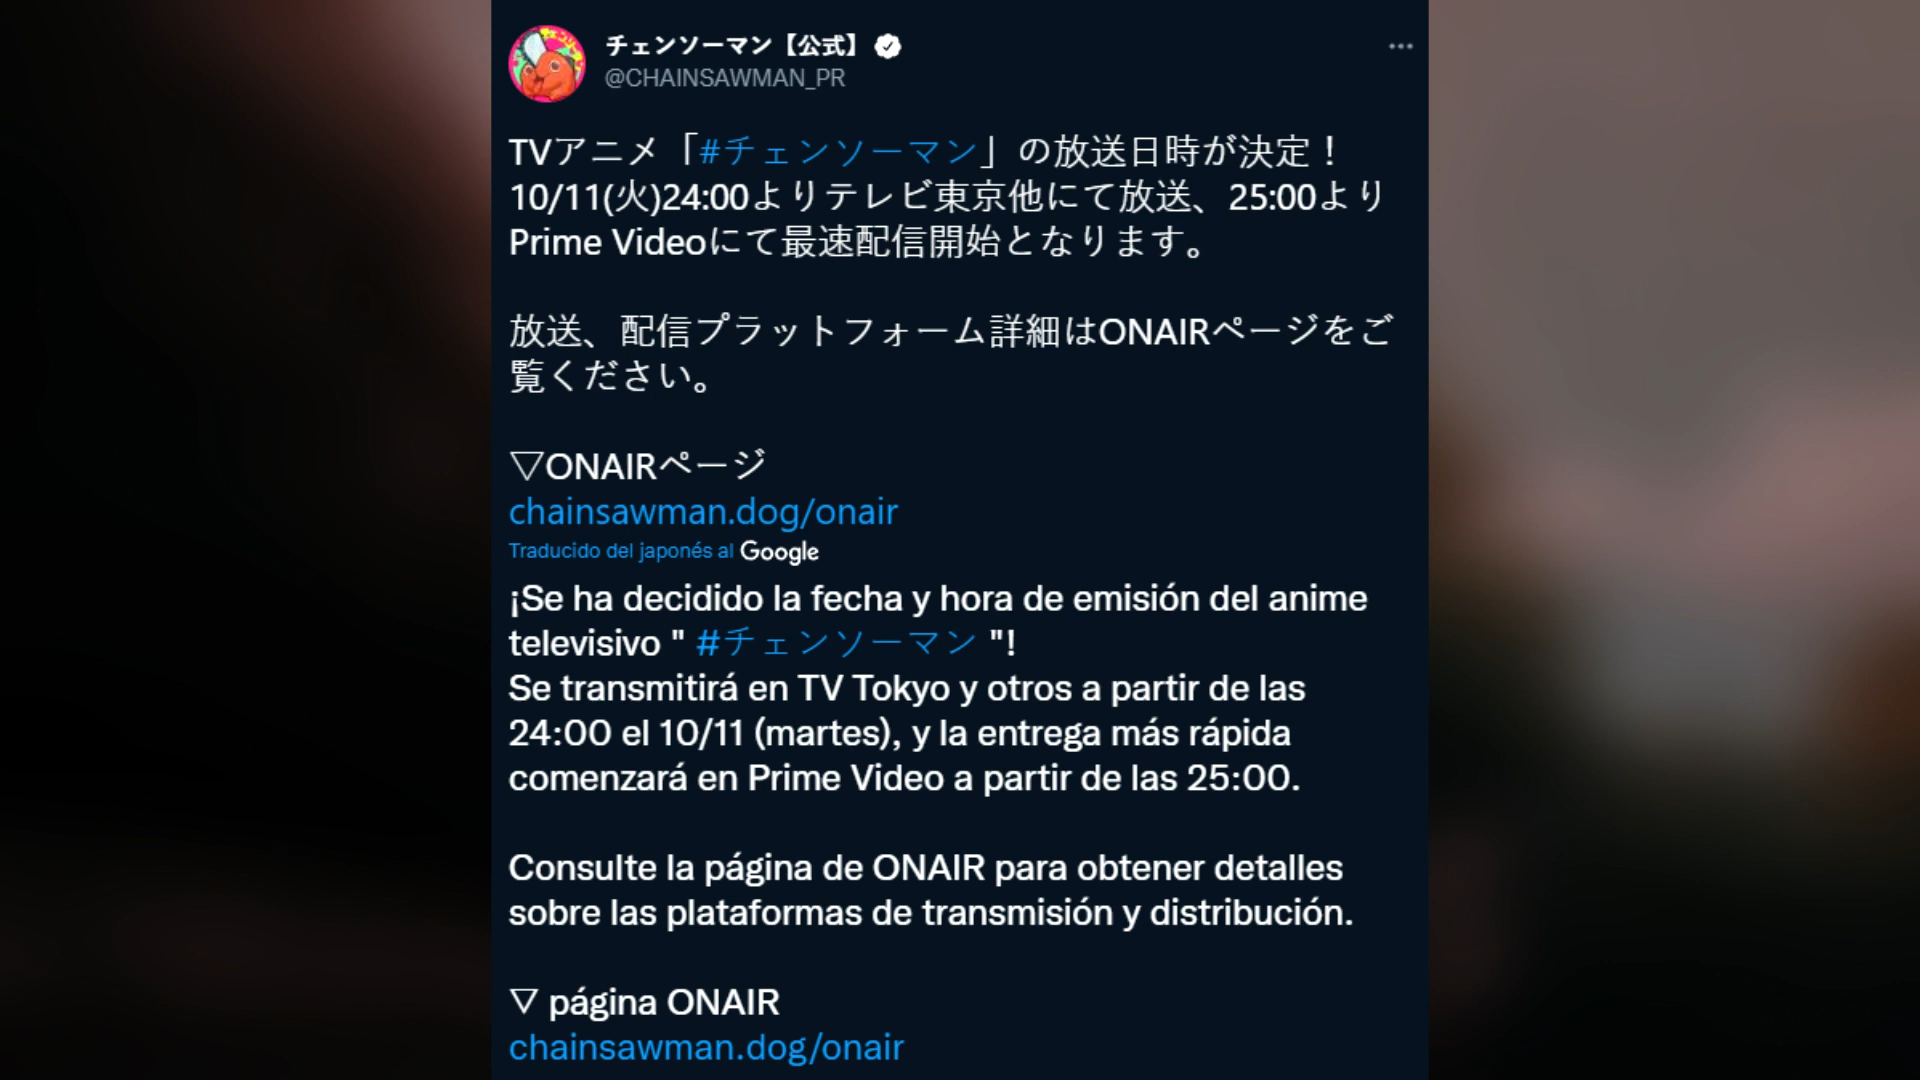 チェンソーマン【公式】
@CHAINSAWMAN_PR
TVアニメ「#チェンソーマン」の放送日時が決定！
10/11(火)24:00よりテレビ東京他にて放送、25:00より
Prime Videoにて最速配信開始となります。
放送、配信プラットフォーム詳細はONAIRページをご
覧ください。
▽ONAIRページ
chainsawman.dog/onair
Traducido del japonés al Google
¡Se ha decidido la fecha y hora de emisión del anime
televisivo " #チェンソーマン "!
Se transmitirá en TV Tokyo y otros a partir de las
24:00 el 10/11 (martes), y la entrega más rápida
comenzará en Prime Video a partir de las 25:00.
Consulte la página de ONAIR para obtener detalles
sobre las plataformas de transmisión y distribución.
▽ página ONAIR
chainsawman.dog/onair